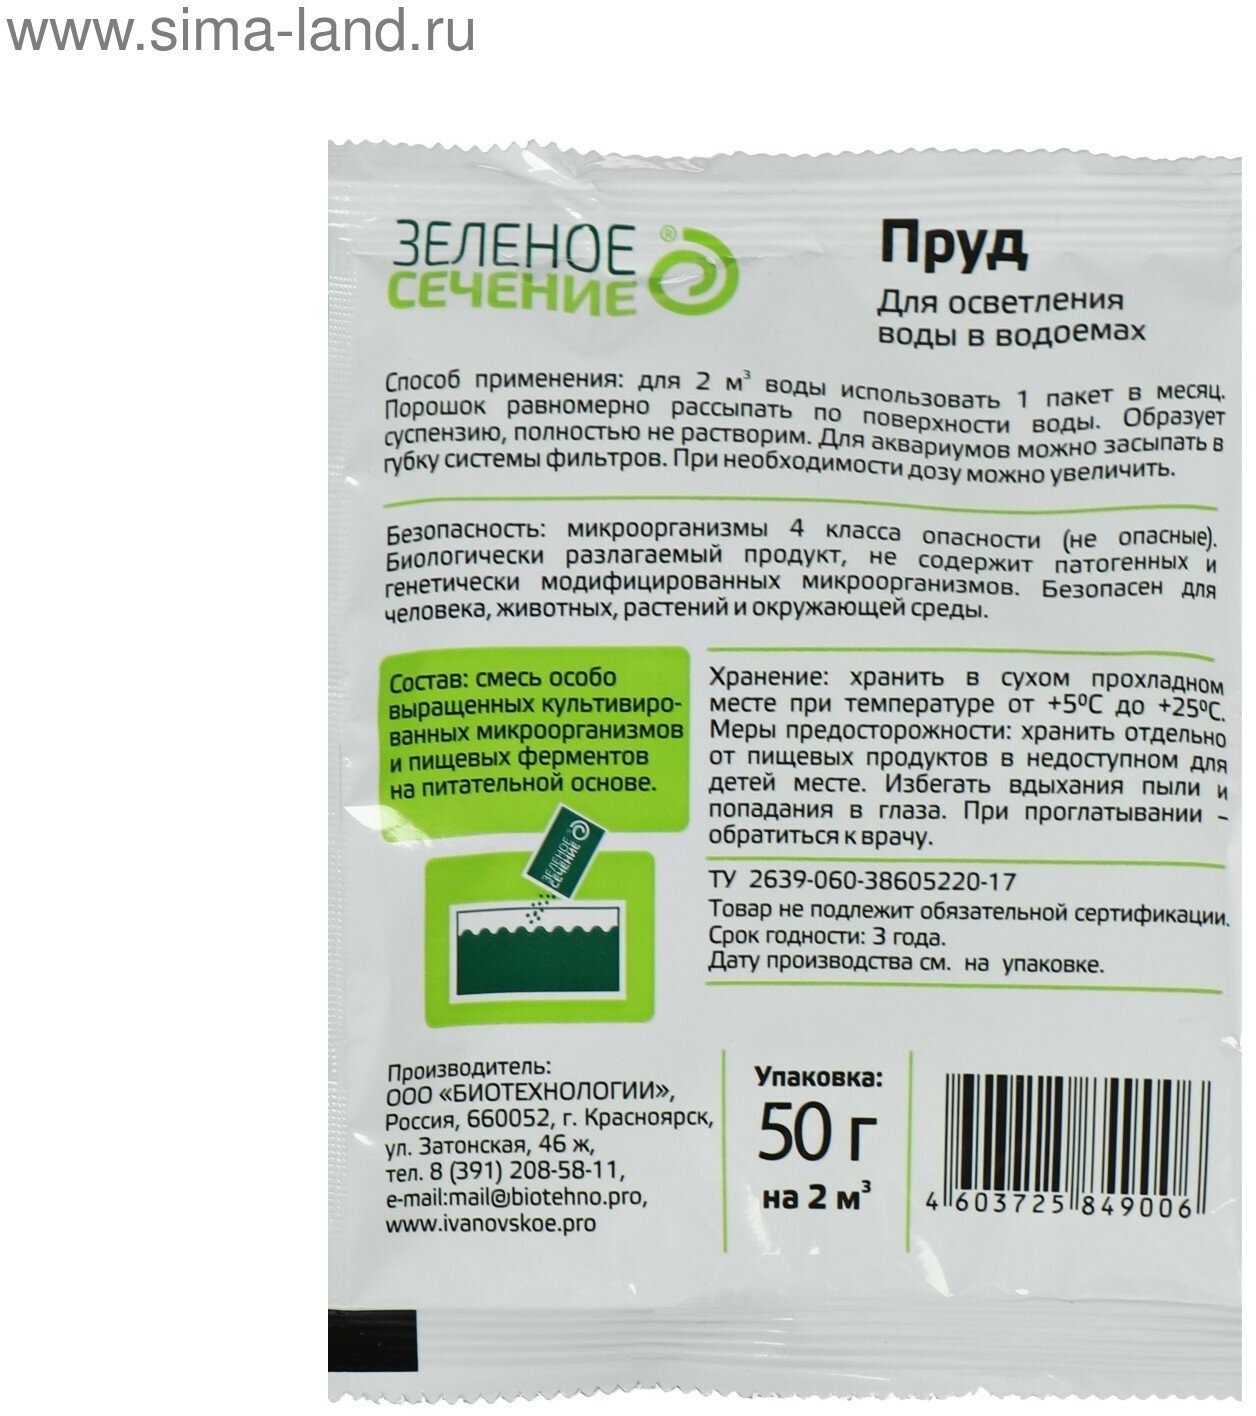 www.sima-land.ru
ЗЕЛЕНОЕ ®
СЕЧЕНИЕ
Пруд
Для осветления
воды в водоемах
Способ применения: для 2 м³ воды использовать 1 пакет в месяц.
Порошок равномерно рассыпать по поверхности воды. Образует
суспензию, полностью не растворим. Для аквариумов можно засыпать в
губку системы фильтров. При необходимости дозу можно увеличить.
Безопасность: микроорганизмы 4 класса опасности (не опасные).
Биологически разлагаемый продукт, не содержит патогенных и
генетически модифицированных микроорганизмов. Безопасен для
человека, животных, растений и окружающей среды.
Состав: смесь особо
выращенных культивиро-
ванных микроорганизмов
и пищевых ферментов
на питательной основе.
ЗЕЛЕНОЕ ®
СЕЧЕНИЕ
Хранение: хранить в сухом прохладном
месте при температуре от +5⁰С до +25⁰С.
Меры предосторожности: хранить отдельно
от пищевых продуктов в недоступном для
детей месте. Избегать вдыхания пыли и
попадания в глаза. При проглатывании –
обратиться к врачу.
ТУ 2639-060-38605220-17
Товар не подлежит обязательной сертификации.
Срок годности: 3 года.
Дату производства см. на упаковке.
Производитель:
ООО «БИОТЕХНОЛОГИИ»,
Россия, 660052, г. Красноярск,
ул. Затонская, 46 ж,
тел. 8 (391) 208-58-11,
e-mail:mail@biotehno.pro,
www.ivanovskoe.pro
Упаковка:
50 г
на 2 м³
4 603725 849006